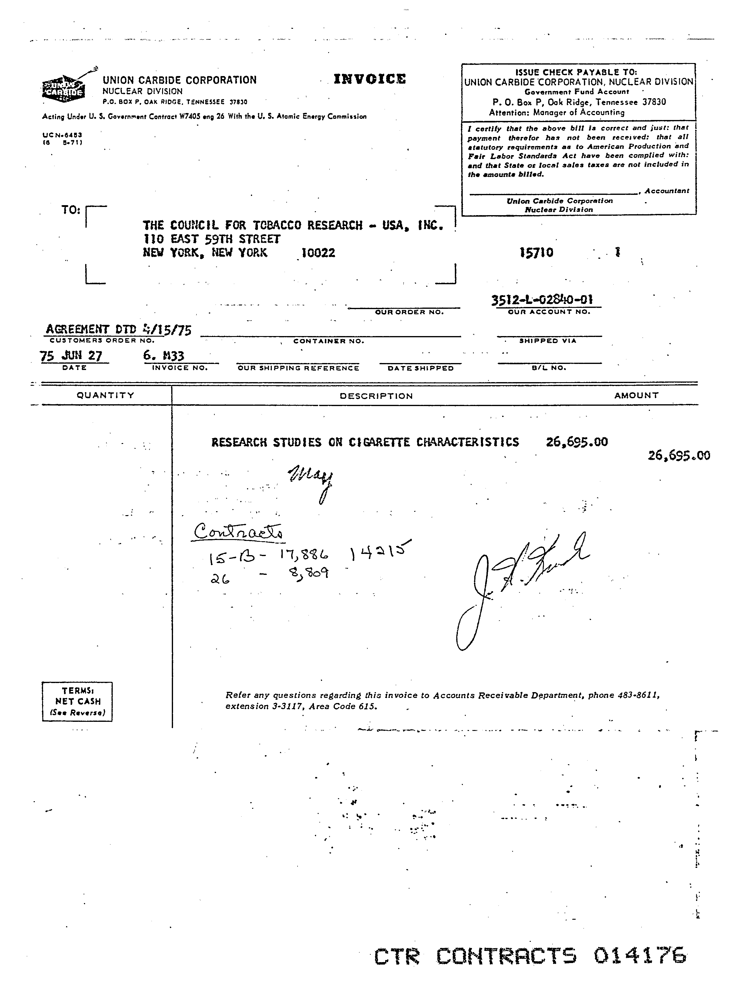 UNION CARBIDE
UNION CARBIDE CORPORATION
NUCLEAR DIVISION
P.O. BOX P, OAK RIDGE, TENNESSEE 37830
INVOICE
Acting Under U. S. Government Contract W7405 eng 26 With the U. S. Atomic Energy Commission
UCN-6453
(6 5-71)
ISSUE CHECK PAYABLE TO:
UNION CARBIDE CORPORATION, NUCLEAR DIVISION
Government Fund Account
P. O. Box P, Oak Ridge, Tennessee 37830
Attention: Manager of Accounting
I certify that the above bill is correct and just; that
payment therefor has not been received; that all
statutory requirements as to American Production and
Fair Labor Standards Act have been complied with;
and that State or local sales taxes are not included in
the amounts billed.
, Accountant
Union Carbide Corporation
Nuclear Division
TO:
THE COUNCIL FOR TOBACCO RESEARCH - USA, INC.
110 EAST 59TH STREET
NEW YORK, NEW YORK 10022
15710 1
3512-L-02840-01
OUR ORDER NO. OUR ACCOUNT NO.
AGREEMENT DTD 4/15/75
CUSTOMERS ORDER NO. CONTAINER NO. SHIPPED VIA
75 JUN 27 6. M33
DATE INVOICE NO. OUR SHIPPING REFERENCE DATE SHIPPED B/L NO.
QUANTITY DESCRIPTION AMOUNT
RESEARCH STUDIES ON CIGARETTE CHARACTERISTICS 26,695.00
26,695.00
May
Contracts
15-B - 17,886 14215
26 - 8,809
TERMS:
NET CASH
(See Reverse)
Refer any questions regarding this invoice to Accounts Receivable Department, phone 483-8611,
extension 3-3117, Area Code 615.
CTR CONTRACTS 014176